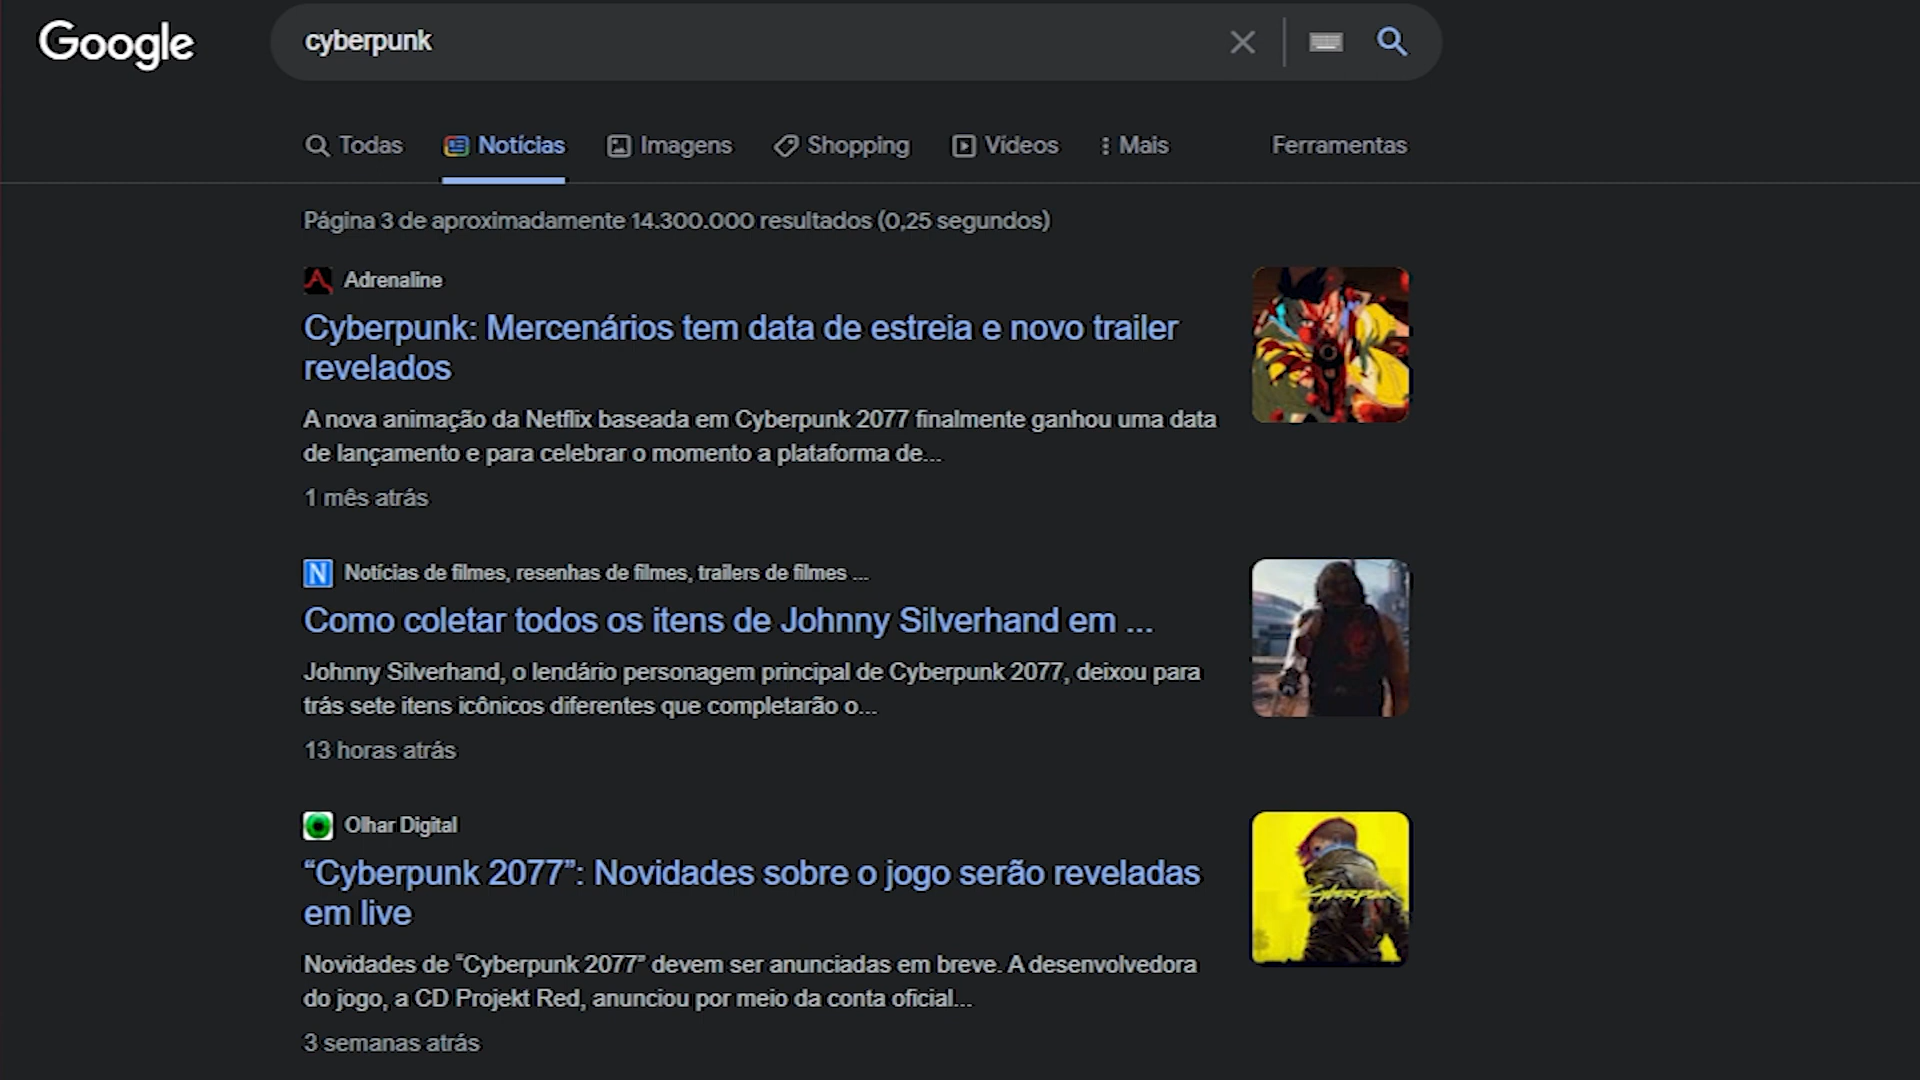 Google
cyberpunk
Todas
Notícias
Imagens
Shopping
Vídeos
Mais
Ferramentas
Página 3 de aproximadamente 14.300.000 resultados (0,25 segundos)
Adrenaline
Cyberpunk: Mercenários tem data de estreia e novo trailer
revelados
A nova animação da Netflix baseada em Cyberpunk 2077 finalmente ganhou uma data
de lançamento e para celebrar o momento a plataforma de...
1 mês atrás
N
Notícias de filmes, resenhas de filmes, trailers de filmes ...
Como coletar todos os itens de Johnny Silverhand em ...
Johnny Silverhand, o lendário personagem principal de Cyberpunk 2077, deixou para
trás sete itens icônicos diferentes que completarão o...
13 horas atrás
Olhar Digital
“Cyberpunk 2077”: Novidades sobre o jogo serão reveladas
em live
Cyberpunk
Novidades de “Cyberpunk 2077” devem ser anunciadas em breve. A desenvolvedora
do jogo, a CD Projekt Red, anunciou por meio da conta oficial...
3 semanas atrás